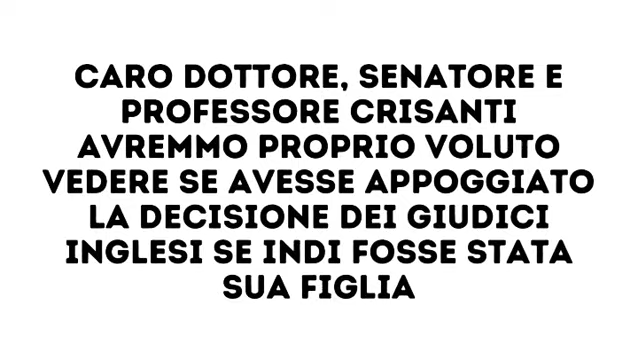 CARO DOTTORE, SENATORE E
PROFESSORE CRISANTI
AVREMMO PROPRIO VOLUTO
VEDERE SE AVESSE APPOGGIATO
LA DECISIONE DEI GIUDICI
INGLESI SE INDI FOSSE STATA
SUA FIGLIA